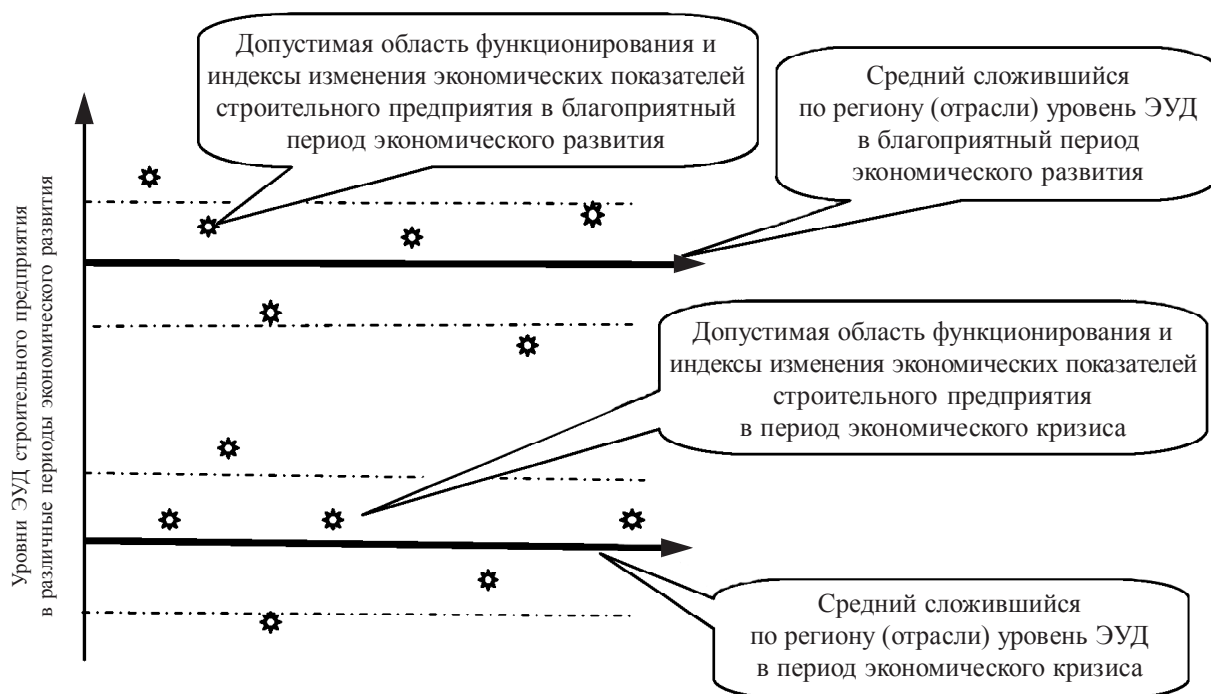 Допустимая область функционирования и
индексы изменения экономических показателей
строительного предприятия в благоприятный
период экономического развития
Средний сложившийся
по региону (отрасли) уровень ЭУД
в благоприятный период
экономического развития
Уровни ЭУД строительного предприятия
в различные периоды экономического развития
Допустимая область функционирования и
индексы изменения экономических показателей
строительного предприятия
в период экономического кризиса
Средний сложившийся
по региону (отрасли) уровень ЭУД
в период экономического кризиса